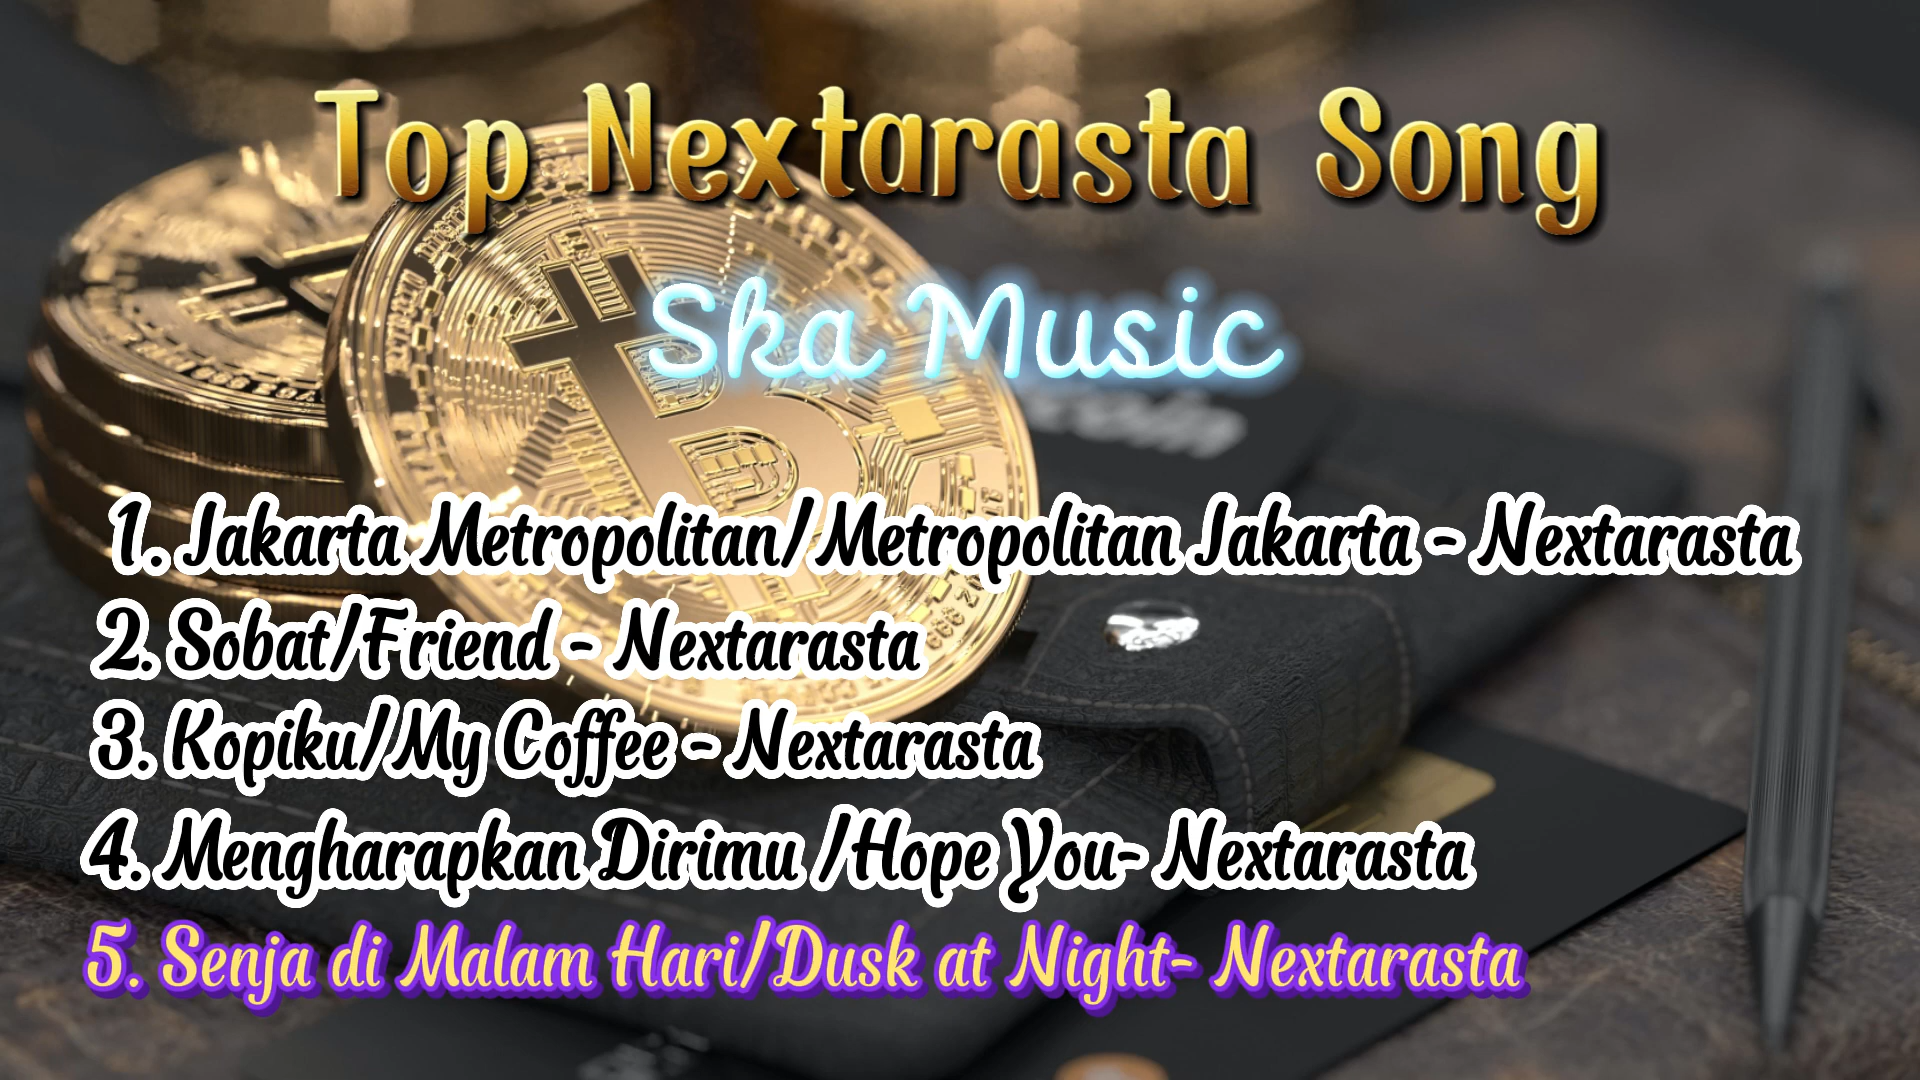 Top Nextarasta Song
Ska Music
1. Jakarta Metropolitan/Metropolitan Jakarta - Nextarasta
2. Sobat/Friend - Nextarasta
3. Kopiku/My Coffee - Nextarasta
4. Mengharapkan Dirimu /Hope You- Nextarasta
5. Senja di Malam Hari/Dusk at Night- Nextarasta